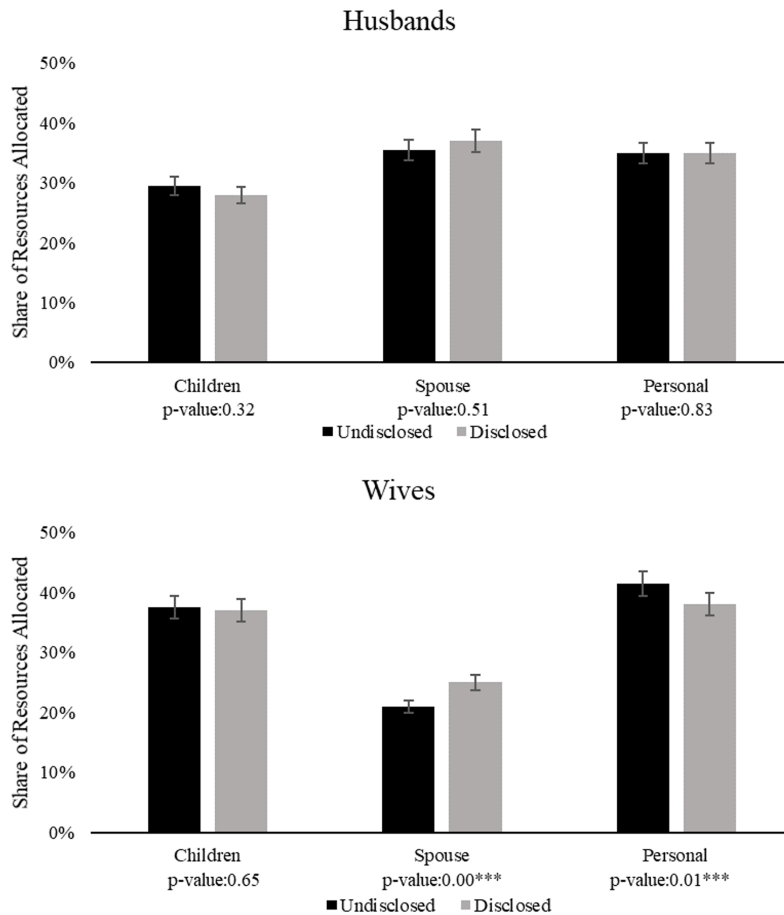 Husbands
Share of Resources Allocated
50%
40%
30%
20%
10%
0%
Children Spouse Personal
p-value:0.32 p-value:0.51 p-value:0.83
Undisclosed Disclosed
Wives
Share of Resources Allocated
50%
40%
30%
20%
10%
0%
Children Spouse Personal
p-value:0.65 p-value:0.00*** p-value:0.01***
Undisclosed Disclosed